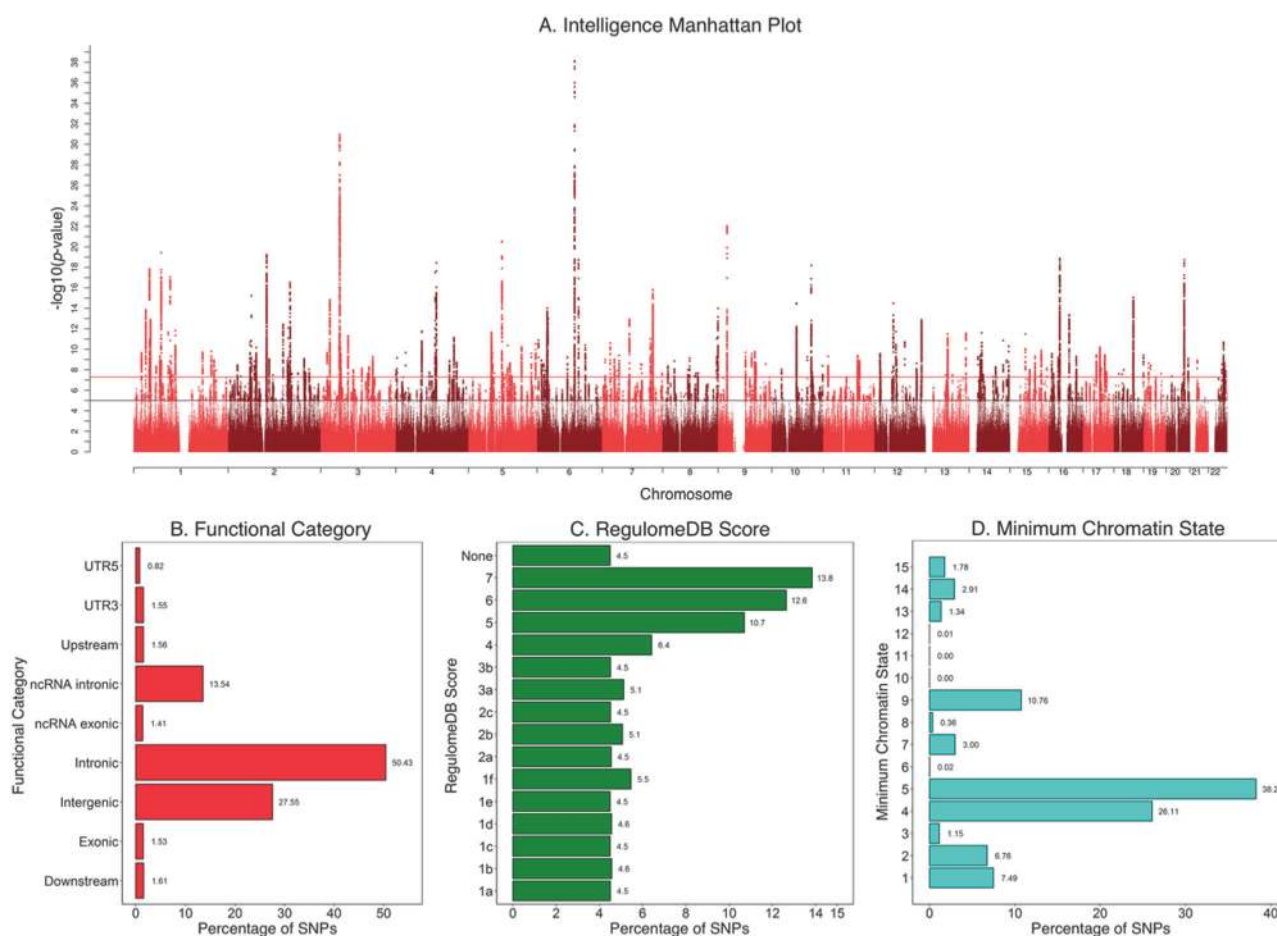 A. Intelligence Manhattan Plot
38
36
34
32
30
28
26
24
22
20
18
16
14
12
10
8
6
4
2
0
-log10(p-value)
1 2 3 4 5 6 7 8 9 10 11 12 13 14 15 16 17 18 19 20 21 22
Chromosome
B. Functional Category
UTR5 0.82
UTR3 1.55
Upstream 1.56
ncRNA intronic 13.54
ncRNA exonic 1.41
Intronic 50.43
Intergenic 27.55
Exonic 1.53
Downstream 1.61
Functional Category
0 10 20 30 40 50
Percentage of SNPs
C. RegulomeDB Score
None 4.5
7 13.8
6 12.6
5 10.7
4 6.4
3b 4.5
3a 5.1
2c 4.5
2b 5.1
2a 4.5
1f 5.5
1e 4.5
1d 4.6
1c 4.5
1b 4.6
1a 4.5
RegulomeDB Score
0 2 4 6 8 10 12 14 15
Percentage of SNPs
D. Minimum Chromatin State
15 1.78
14 2.91
13 1.34
12 0.01
11 0.00
10 0.00
9 10.76
8 0.36
7 3.00
6 0.02
5 38.2
4 26.11
3 1.15
2 6.76
1 7.49
Minimum Chromatin State
0 10 20 30 40
Percentage of SNPs